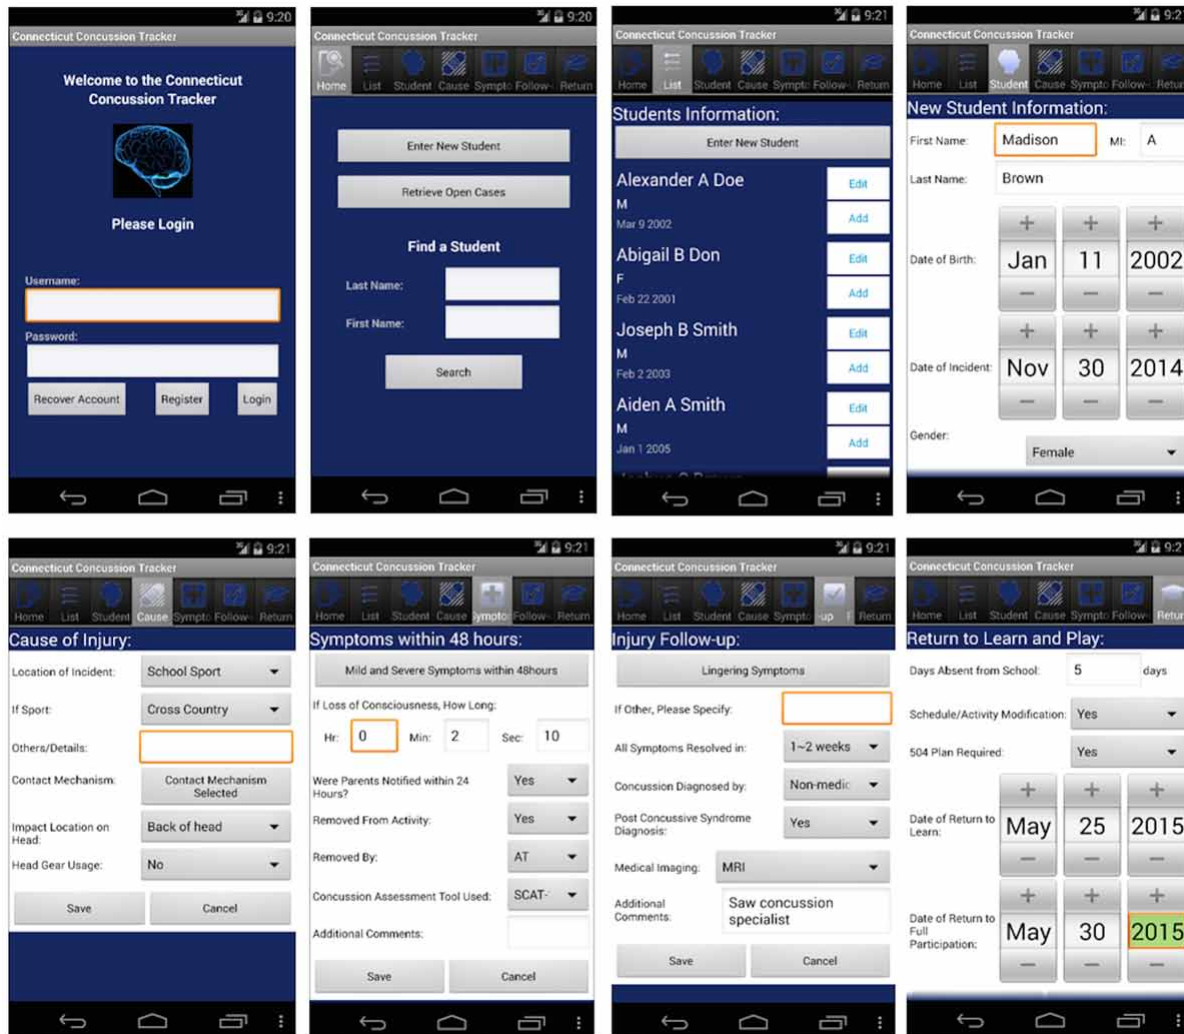 9:20
Connecticut Concussion Tracker
Welcome to the Connecticut
Concussion Tracker
Please Login
Username:
Password:
Recover Account Register Login
9:20
Connecticut Concussion Tracker
Home List Student Cause Sympto Follow- Return
Enter New Student
Retrieve Open Cases
Find a Student
Last Name:
First Name:
Search
9:21
Connecticut Concussion Tracker
Home List Student Cause Sympto Follow- Return
Students Information:
Enter New Student
Alexander A Doe
M
Mar 9 2002
Edit
Add
Abigail B Don
F
Feb 22 2001
Edit
Add
Joseph B Smith
M
Feb 2 2003
Edit
Add
Aiden A Smith
M
Jan 1 2005
Edit
Add
9:21
Connecticut Concussion Tracker
Home List Student Cause Sympto Follow- Retur
New Student Information:
First Name: Madison MI: A
Last Name: Brown
Date of Birth: Jan 11 2002
Date of Incident: Nov 30 2014
Gender: Female
9:21
Connecticut Concussion Tracker
Home List Student Cause Sympto Follow- Return
Cause of Injury:
Location of Incident: School Sport
If Sport: Cross Country
Others/Details:
Contact Mechanism: Contact Mechanism
Selected
Impact Location on
Head: Back of head
Head Gear Usage: No
Save Cancel
9:21
Connecticut Concussion Tracker
Home List Student Cause Sympto Follow- Return
Symptoms within 48 hours:
Mild and Severe Symptoms within 48hours
If Loss of Consciousness, How Long:
Hr: 0 Min: 2 Sec: 10
Were Parents Notified within 24
Hours? Yes
Removed From Activity: Yes
Removed By: AT
Concussion Assessment Tool Used: SCAT-
Additional Comments:
Save Cancel
9:21
Connecticut Concussion Tracker
Home List Student Cause Sympto -up F Return
Injury Follow-up:
Lingering Symptoms
If Other, Please Specify:
All Symptoms Resolved in: 1~2 weeks
Concussion Diagnosed by: Non-medic
Post Concussive Syndrome
Diagnosis: Yes
Medical Imaging: MRI
Additional
Comments: Saw concussion
specialist
Save Cancel
9:21
Connecticut Concussion Tracker
Home List Student Cause Sympto Follow- Retur
Return to Learn and Play:
Days Absent from School: 5 days
Schedule/Activity Modification: Yes
504 Plan Required: Yes
Date of Return to
Learn: May 25 2015
Date of Return to
Full
Participation: May 30 2015